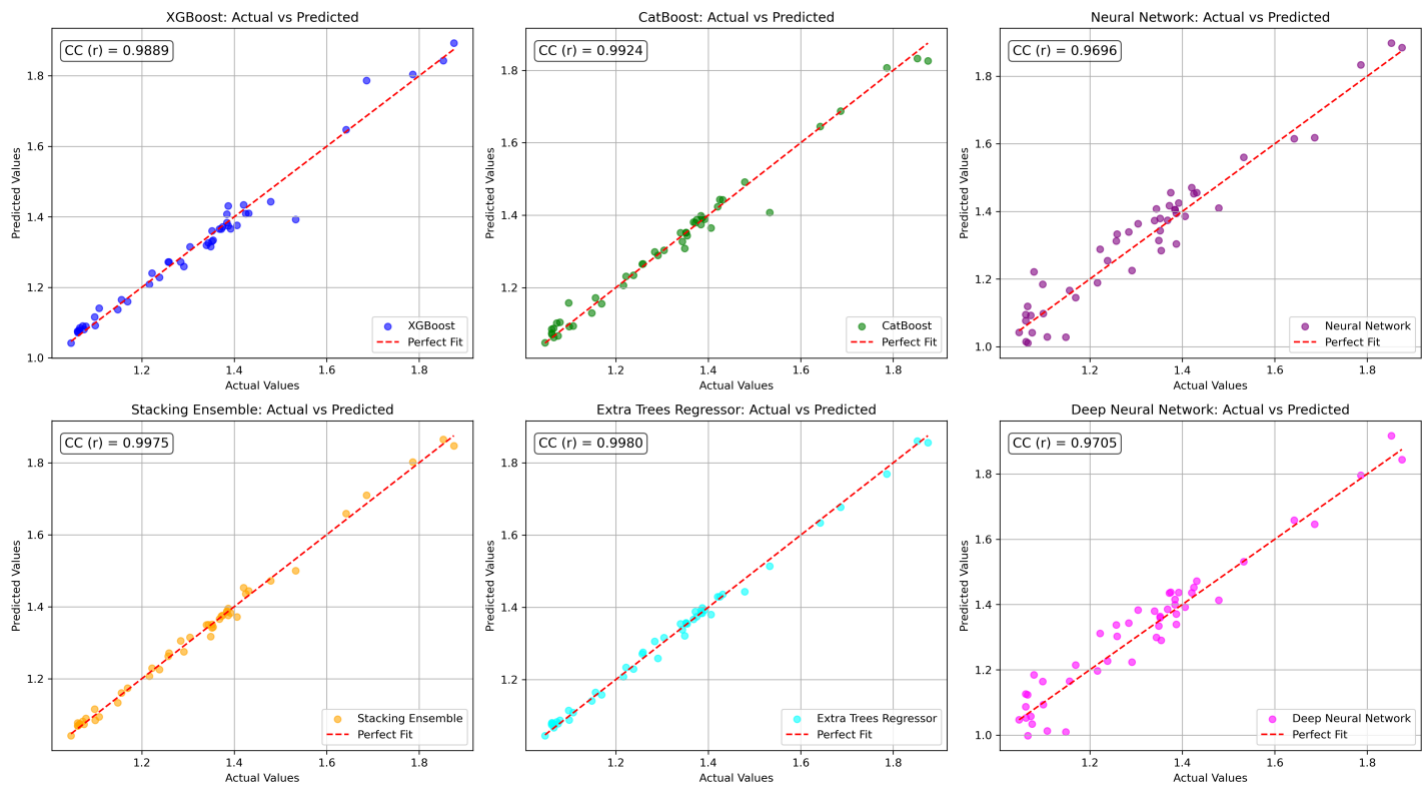 XGBoost: Actual vs Predicted
CC (r) = 0.9889
Predicted Values
1.8
1.6
1.4
1.2
1.0
XGBoost
Perfect Fit
1.2 1.4 1.6 1.8
Actual Values
CatBoost: Actual vs Predicted
CC (r) = 0.9924
Predicted Values
1.8
1.6
1.4
1.2
CatBoost
Perfect Fit
1.2 1.4 1.6 1.8
Actual Values
Neural Network: Actual vs Predicted
CC (r) = 0.9696
Predicted Values
1.8
1.6
1.4
1.2
1.0
Neural Network
Perfect Fit
1.2 1.4 1.6 1.8
Actual Values
Stacking Ensemble: Actual vs Predicted
CC (r) = 0.9975
Predicted Values
1.8
1.6
1.4
1.2
Stacking Ensemble
Perfect Fit
1.2 1.4 1.6 1.8
Actual Values
Extra Trees Regressor: Actual vs Predicted
CC (r) = 0.9980
Predicted Values
1.8
1.6
1.4
1.2
Extra Trees Regressor
Perfect Fit
1.2 1.4 1.6 1.8
Actual Values
Deep Neural Network: Actual vs Predicted
CC (r) = 0.9705
Predicted Values
1.8
1.6
1.4
1.2
1.0
Deep Neural Network
Perfect Fit
1.2 1.4 1.6 1.8
Actual Values